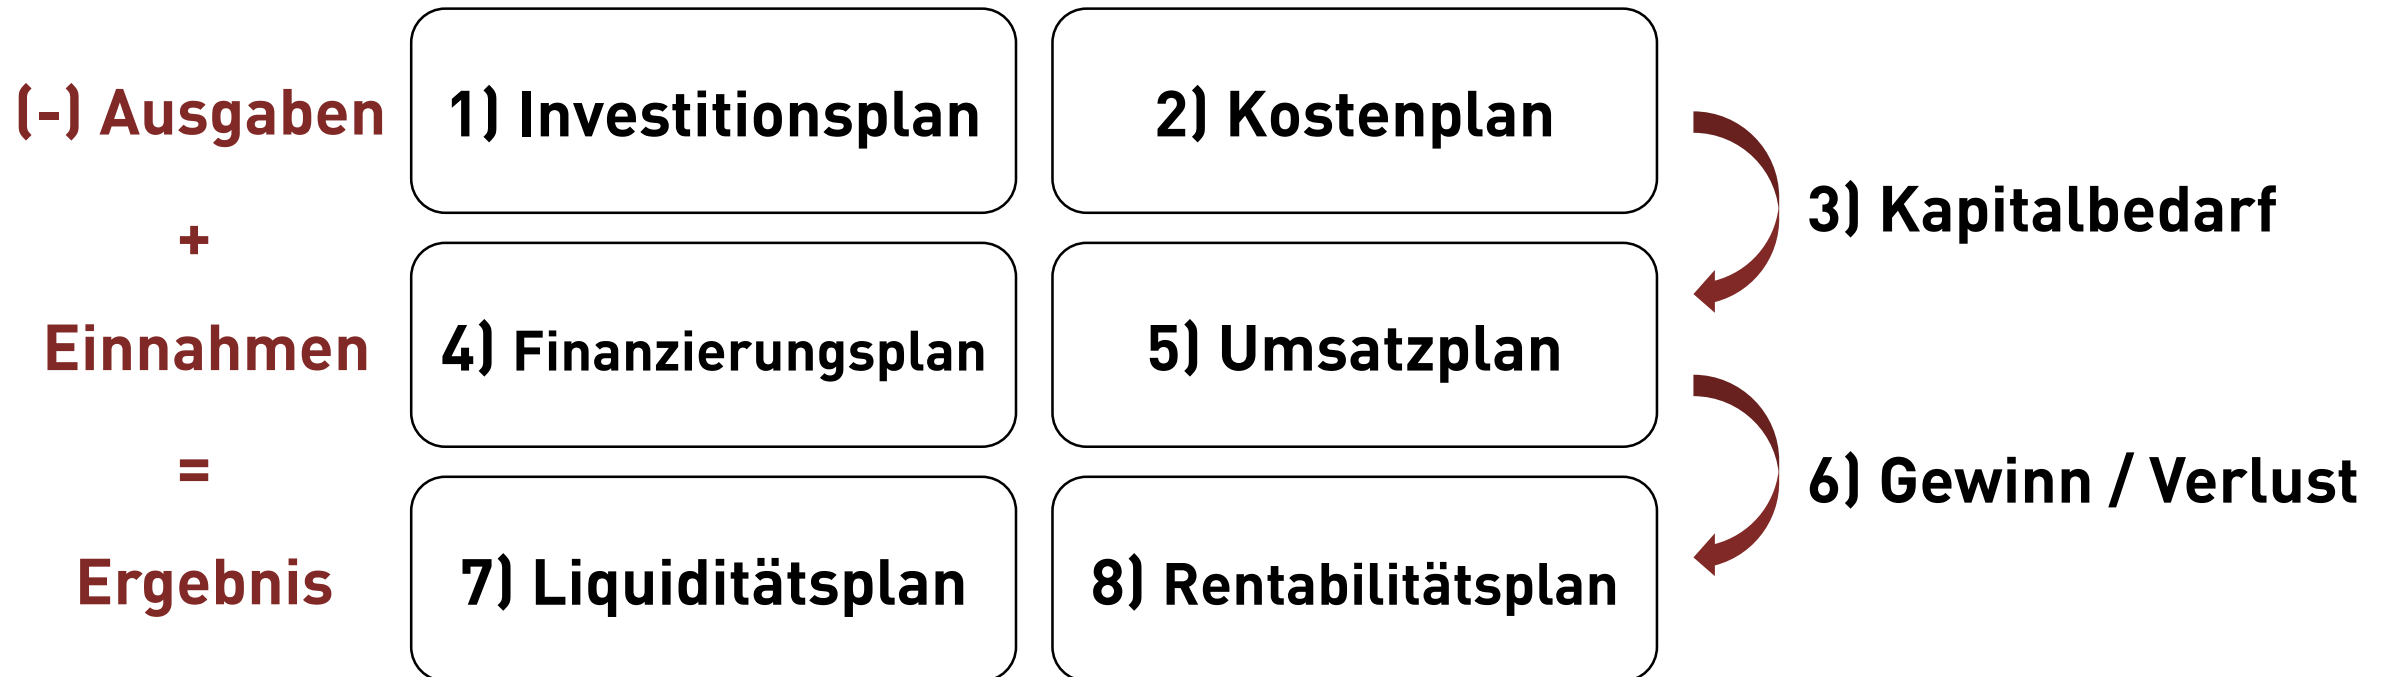 (-) Ausgaben
1) Investitionsplan
2) Kostenplan
3) Kapitalbedarf
+
Einnahmen
4) Finanzierungsplan
5) Umsatzplan
6) Gewinn / Verlust
=
Ergebnis
7) Liquiditätsplan
8) Rentabilitätsplan